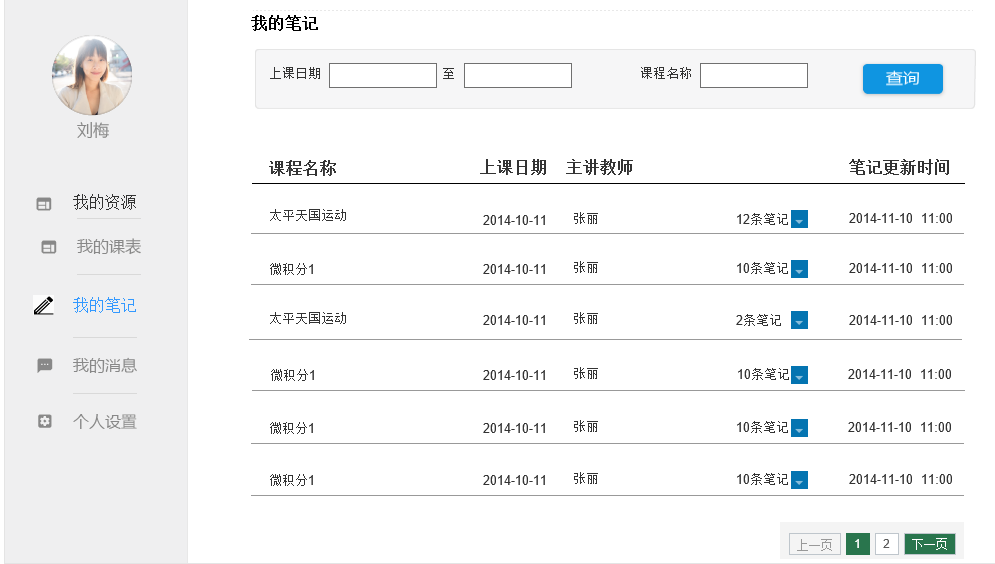 刘梅
我的资源
我的课表
我的笔记
我的消息
个人设置
我的笔记
上课日期 至 课程名称 查询
课程名称 上课日期 主讲教师 笔记更新时间
太平天国运动 2014-10-11 张丽 12条笔记 2014-11-10 11:00
微积分1 2014-10-11 张丽 10条笔记 2014-11-10 11:00
太平天国运动 2014-10-11 张丽 2条笔记 2014-11-10 11:00
微积分1 2014-10-11 张丽 10条笔记 2014-11-10 11:00
微积分1 2014-10-11 张丽 10条笔记 2014-11-10 11:00
微积分1 2014-10-11 张丽 10条笔记 2014-11-10 11:00
上一页 1 2 下一页